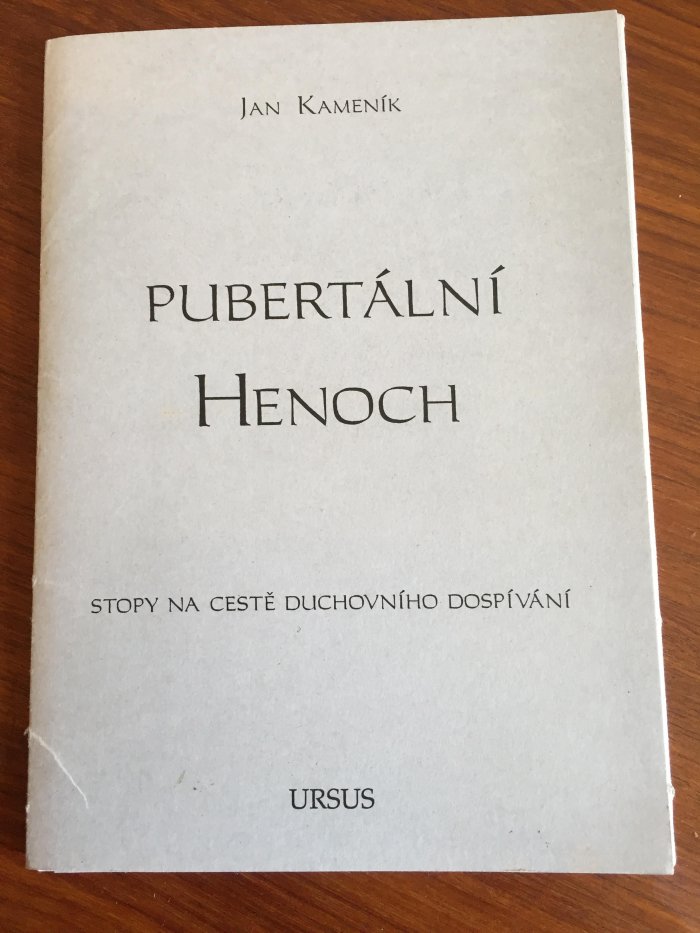 Jan Kameník
PUBERTÁLNÍ
HENOCH
STOPY NA CESTĚ DUCHOVNÍHO DOSPÍVÁNÍ
URSUS